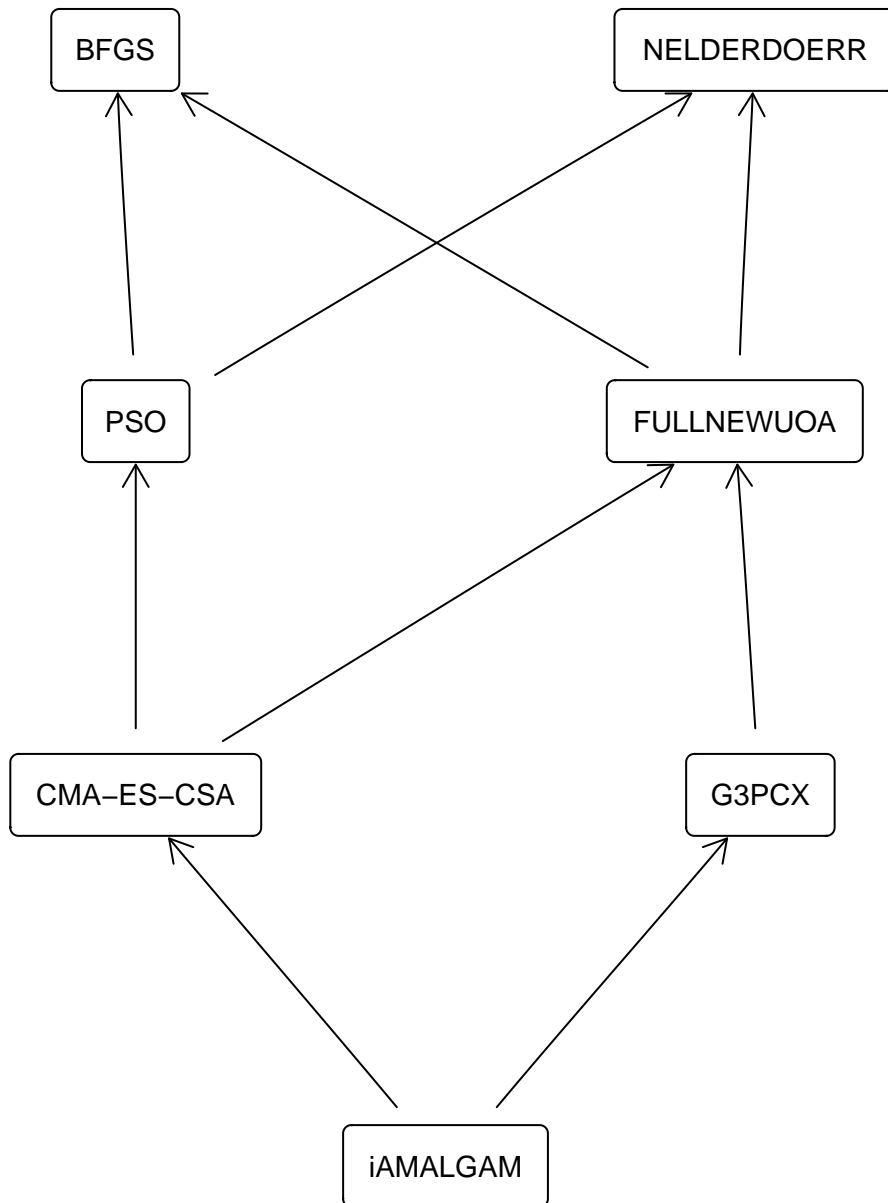 BFGS
NELDERDOERR
PSO
FULLNEWUOA
CMA−ES−CSA
G3PCX
iAMALGAM